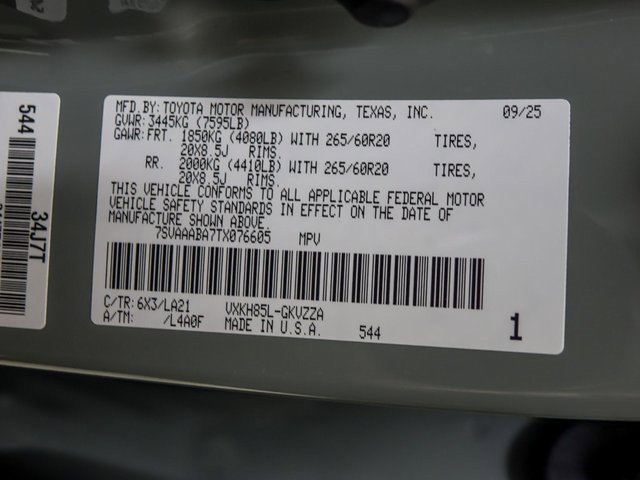 MFD.BY: TOYOTA MOTOR MANUFACTURING, TEXAS, INC. 09/25
GVWR: 3445KG (7595LB)
GAWR: FRT. 1850KG (4080LB) WITH 265/60R20 TIRES,
20X8.5J RIMS.
RR. 2000KG (4410LB) WITH 265/60R20 TIRES,
20X8.5J RIMS.
THIS VEHICLE CONFORMS TO ALL APPLICABLE FEDERAL MOTOR
VEHICLE SAFETY STANDARDS IN EFFECT ON THE DATE OF
MANUFACTURE SHOWN ABOVE.
7SVAAABA7TX076605 MPV
C/TR: 6X3/LA21 VXKH85L-GKVZZA
A/TM: /L4A0F MADE IN U.S.A. 544 1
544
34J7T